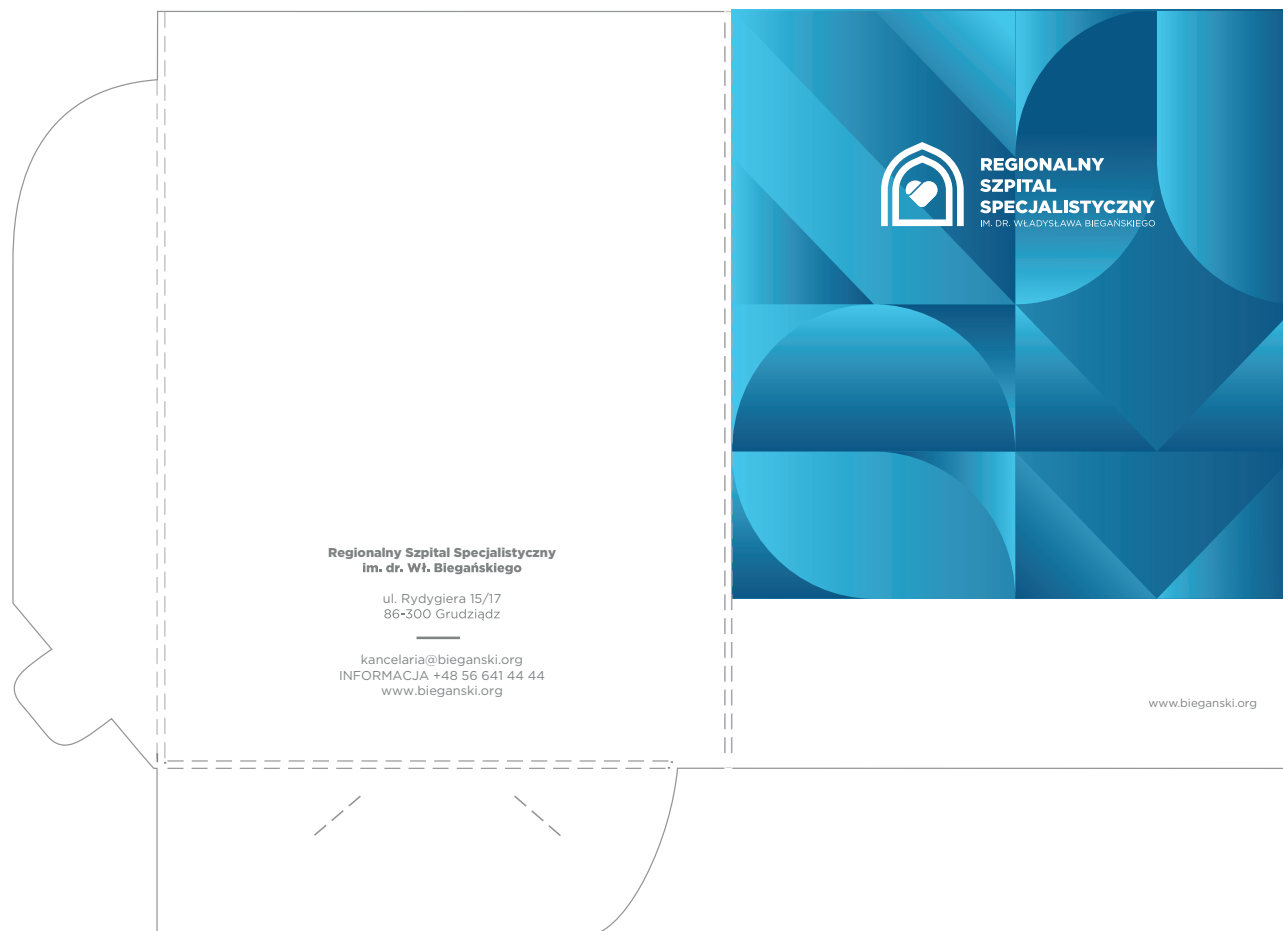 REGIONALNY
SZPITAL
SPECJALISTYCZNY
IM. DR. WŁADYSŁAWA BIEGAŃSKIEGO
Regionalny Szpital Specjalistyczny
im. dr. Wł. Biegańskiego
ul. Rydygiera 15/17
86-300 Grudziądz
kancelaria@bieganski.org
INFORMACJA +48 56 641 44 44
www.bieganski.org
www.bieganski.org